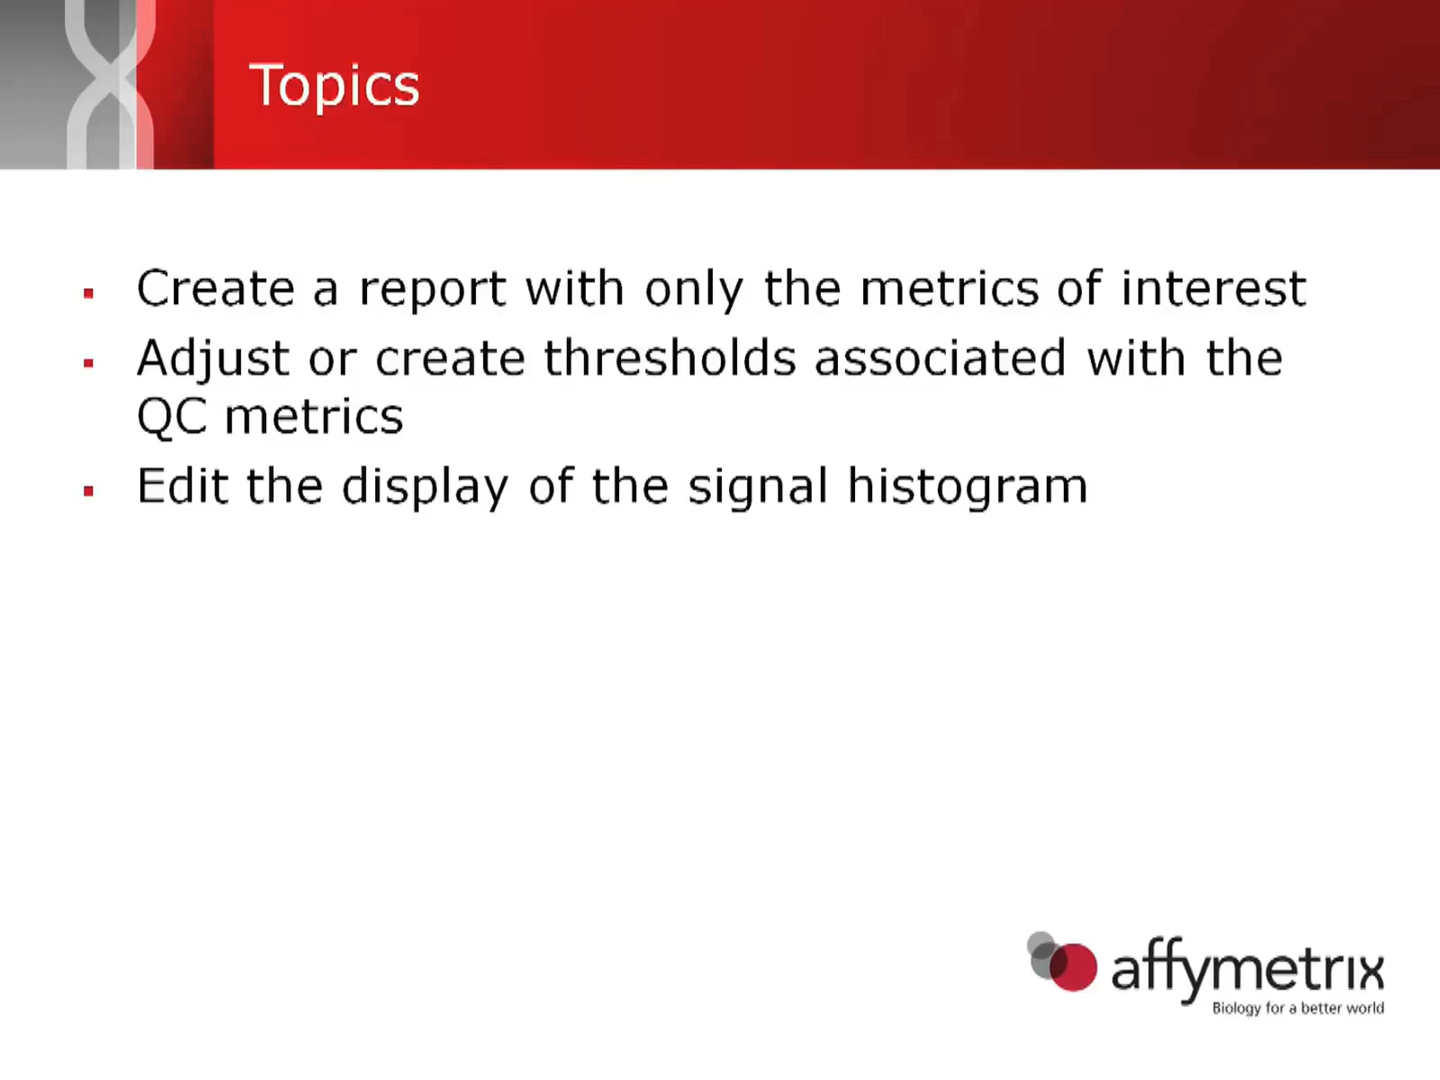 Topics
Create a report with only the metrics of interest
Adjust or create thresholds associated with the
QC metrics
Edit the display of the signal histogram
affymetrix
Biology for a better world